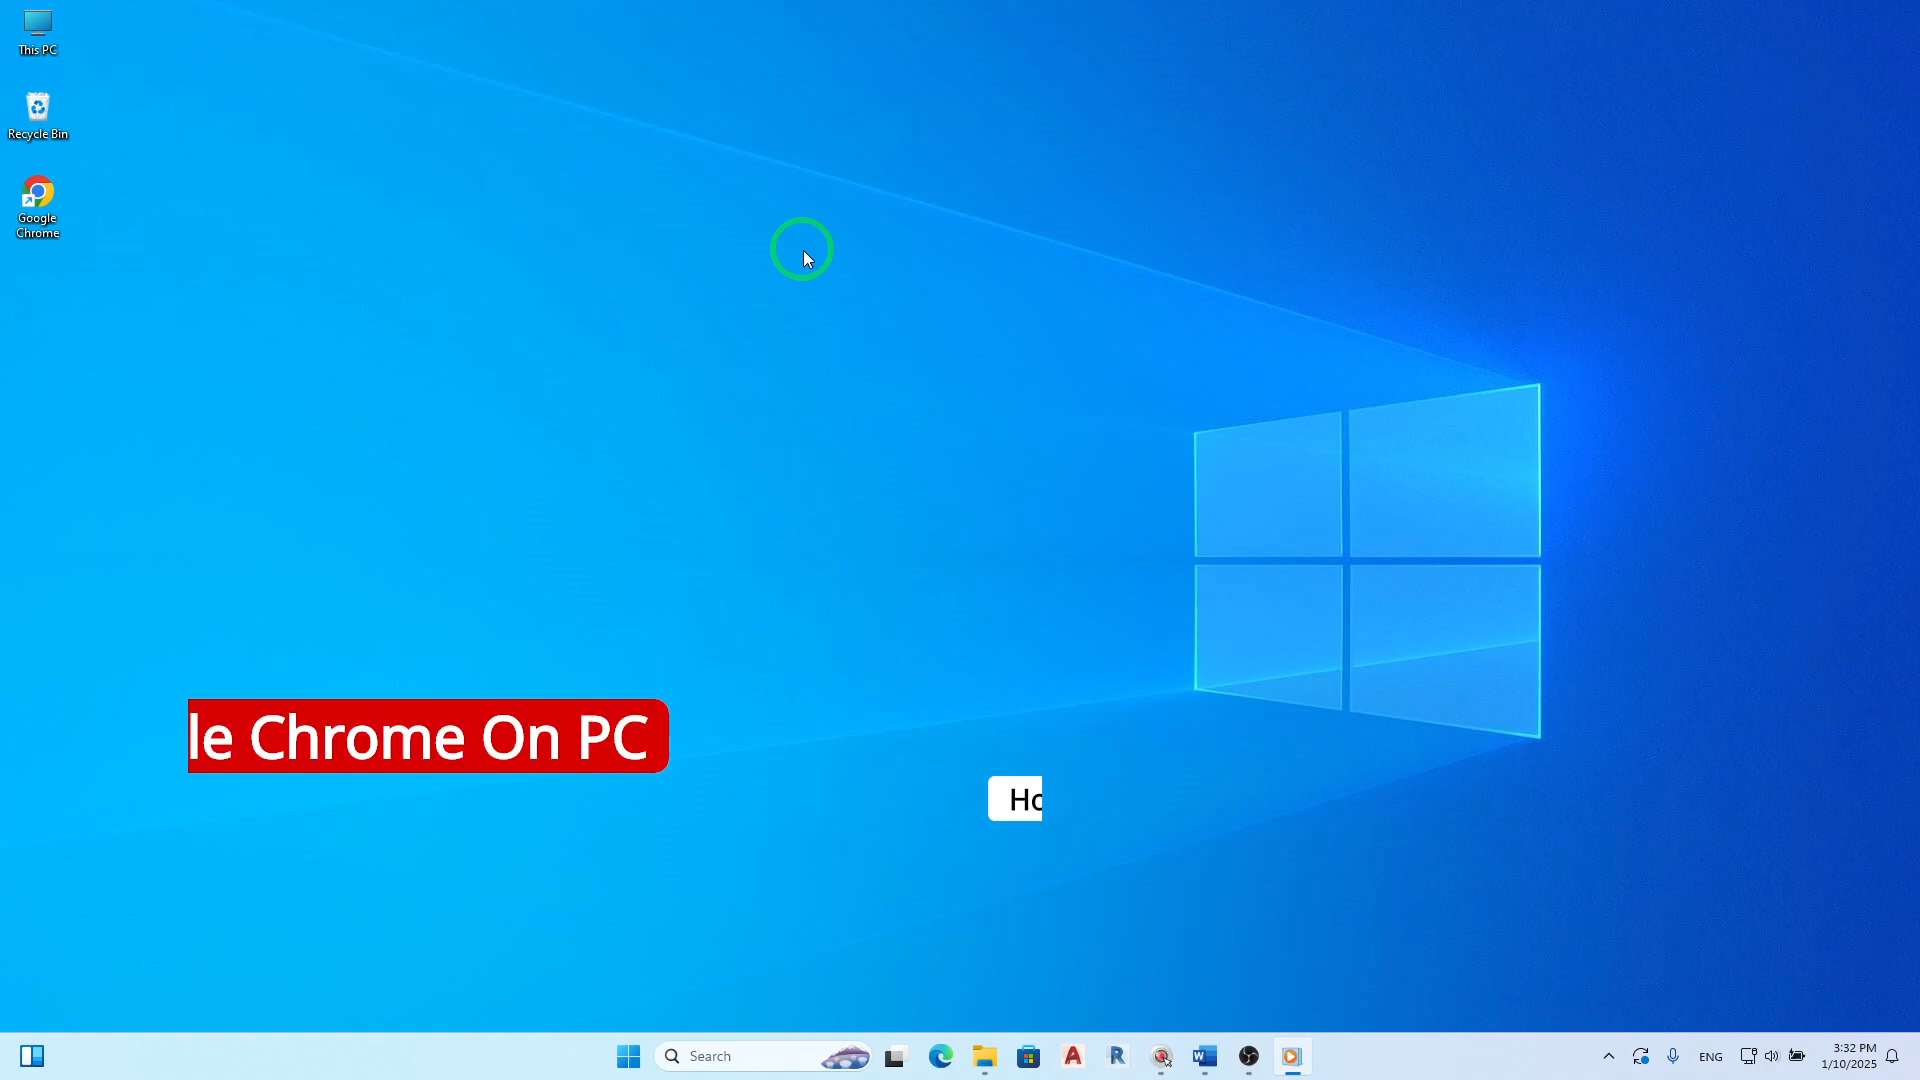 This PC
Recycle Bin
Google
Chrome
le Chrome On PC
Ho
Search
ENG
3:32 PM
1/10/2025